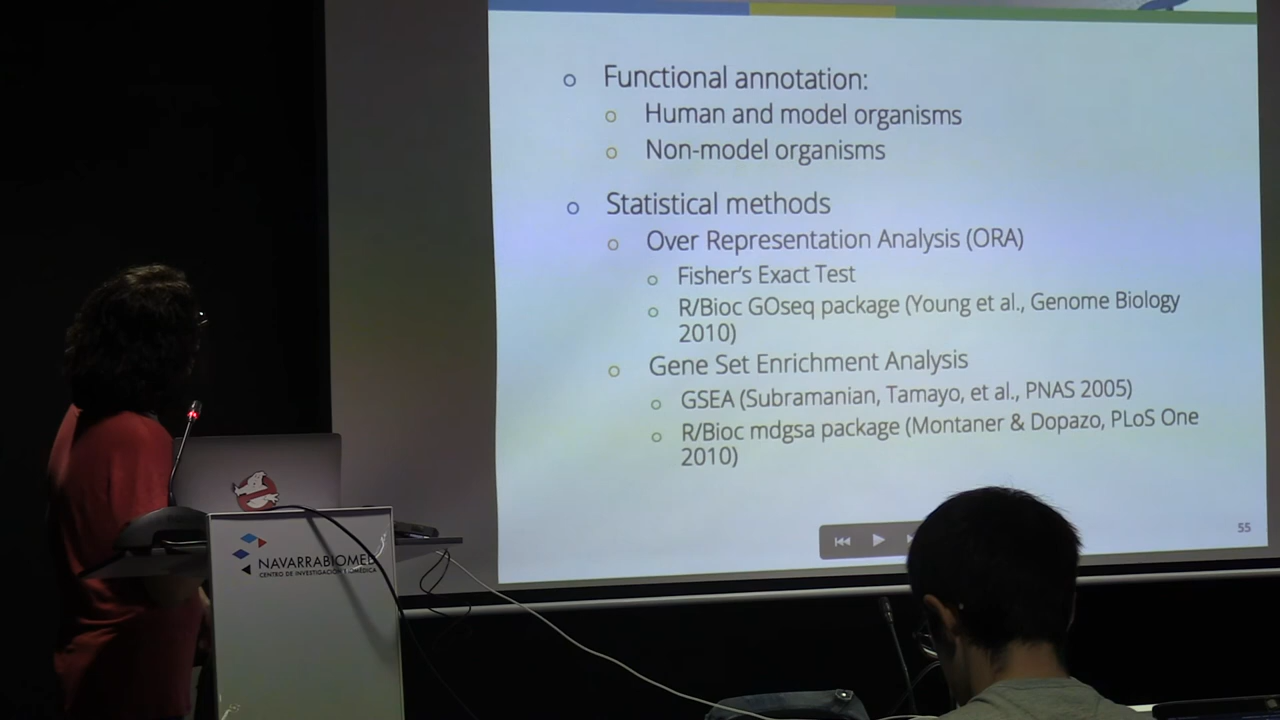 Functional annotation:
Human and model organisms
Non-model organisms
Statistical methods
Over Representation Analysis (ORA)
Fisher's Exact Test
R/Bioc GOseq package (Young et al., Genome Biology
2010)
Gene Set Enrichment Analysis
GSEA (Subramanian, Tamayo, et al., PNAS 2005)
R/Bioc mdgsa package (Montaner & Dopazo, PLoS One
2010)
55
NAVARRABIOMED
CENTRO DE INVESTIGACIÓN BIOMÉDICA